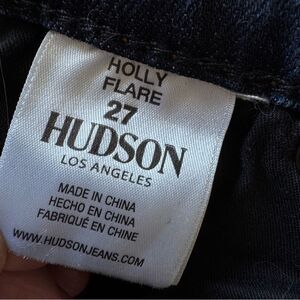 HOLLY
FLARE
27
HUDSON
LOS ANGELES
MADE IN CHINA
HECHO EN CHINA
FABRIQUÉ EN CHINE
WWW.HUDSONJEANS.COM